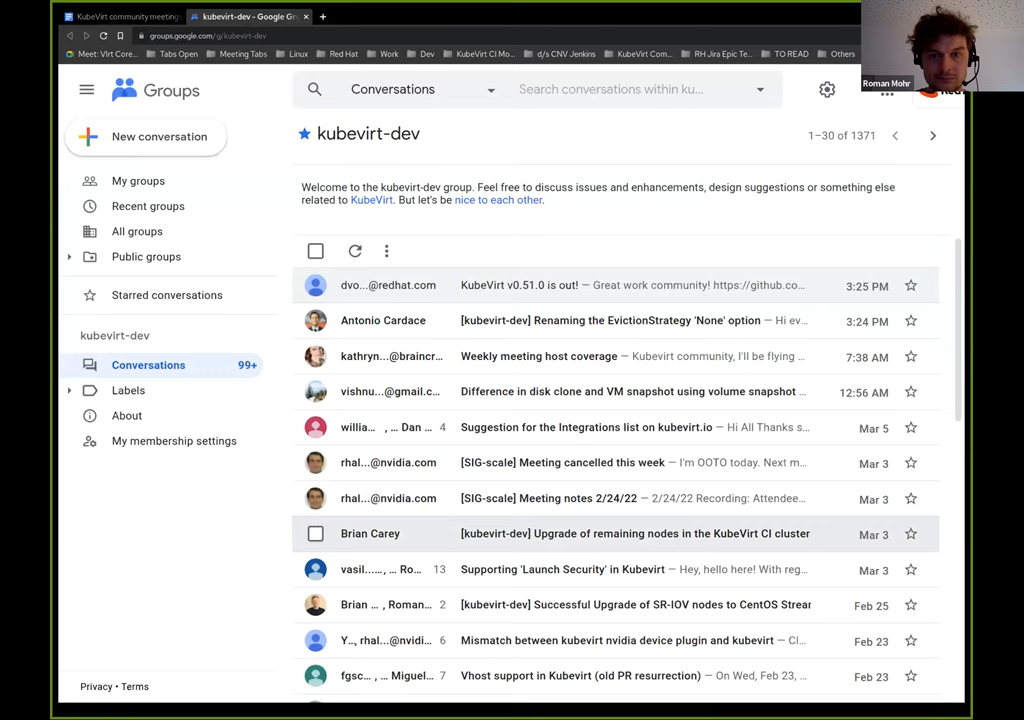 KubeVirt community meeting
kubevirt-dev - Google Gr
groups.google.com/g/kubevirt-dev
Meet: VIrt Core... Tabs Open Meeting Tabs Linux Red Hat Work Dev KubeVirt CI Mo... d/s CNV Jenkins KubeVirt Com... RH Jira Epic Te... TO READ Others
Roman Mohr
Groups
Conversations
Search conversations within ku...
New conversation
kubevirt-dev
1–30 of 1371
My groups
Recent groups
All groups
Public groups
Starred conversations
kubevirt-dev
Conversations 99+
Labels
About
My membership settings
Privacy • Terms
Welcome to the kubevirt-dev group. Feel free to discuss issues and enhancements, design suggestions or something else
related to KubeVirt. But let's be nice to each other.
dvo...@redhat.com KubeVirt v0.51.0 is out! — Great work community! https://github.co... 3:25 PM
Antonio Cardace [kubevirt-dev] Renaming the EvictionStrategy 'None' option — Hi ev... 3:24 PM
kathryn...@braincr... Weekly meeting host coverage — Kubevirt community, I'll be flying ... 7:38 AM
vishnu...@gmail.c... Difference in disk clone and VM snapshot using volume snapshot ... 12:56 AM
willia... , ... Dan ... 4 Suggestion for the Integrations list on kubevirt.io — Hi All Thanks s... Mar 5
rhal...@nvidia.com [SIG-scale] Meeting cancelled this week — I'm OOTO today. Next m... Mar 3
rhal...@nvidia.com [SIG-scale] Meeting notes 2/24/22 — 2/24/22 Recording: Attendee... Mar 3
Brian Carey [kubevirt-dev] Upgrade of remaining nodes in the KubeVirt CI cluster Mar 3
vasil......, ... Ro... 13 Supporting 'Launch Security' in Kubevirt — Hey, hello here! With reg... Mar 3
Brian ... , Roman... 2 [kubevirt-dev] Successful Upgrade of SR-IOV nodes to CentOS Strear Feb 25
Y..., rhal...@nvidi... 6 Mismatch between kubevirt nvidia device plugin and kubevirt — Cl... Feb 23
fgsc... , ... Miguel... 7 Vhost support in Kubevirt (old PR resurrection) — On Wed, Feb 23, ... Feb 23